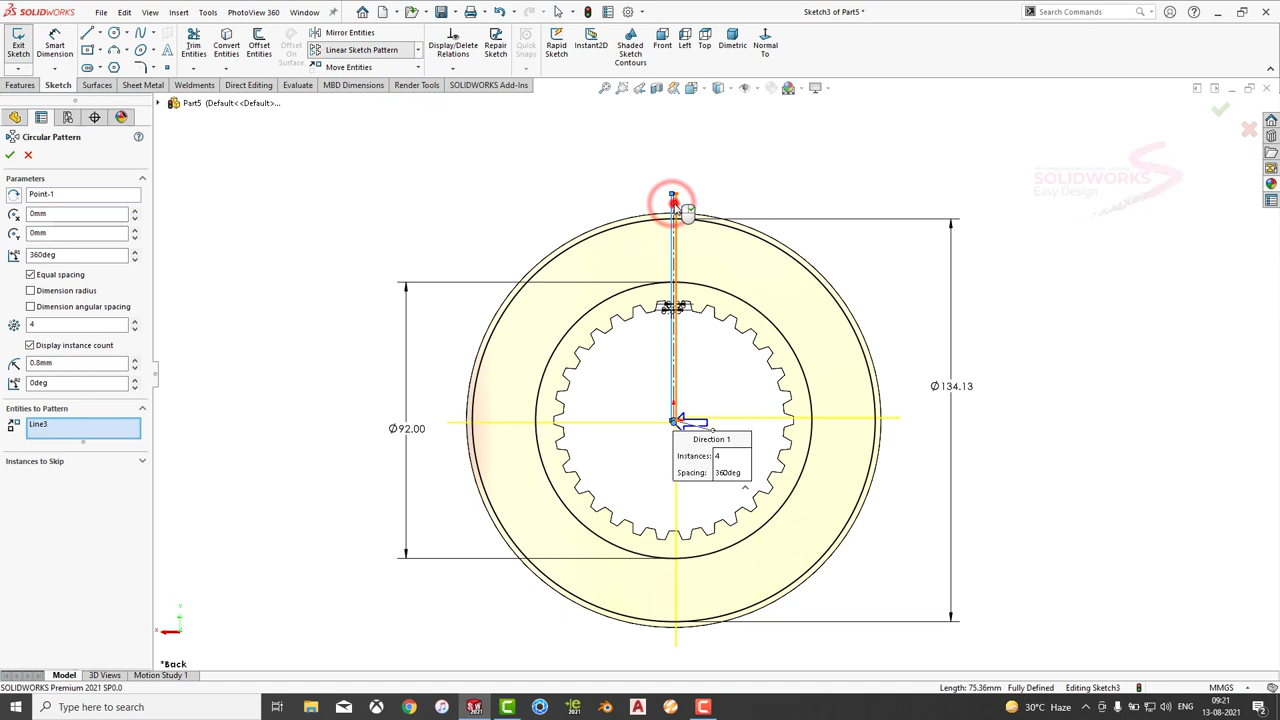 SOLIDWORKS
File Edit View Insert Tools PhotoView 360 Window
Sketch3 of Part5 *
Search Commands
Exit Sketch
Smart Dimension
Trim Entities
Convert Entities
Offset Entities
Offset On Surface
Mirror Entities
Linear Sketch Pattern
Move Entities
Display/Delete Relations
Repair Sketch
Quick Snaps
Rapid Sketch
Instant2D
Shaded Sketch Contours
Front
Left
Top
Dimetric
Normal To
Features Sketch Surfaces Sheet Metal Weldments Direct Editing Evaluate MBD Dimensions Render Tools SOLIDWORKS Add-Ins
Part5 (Default<<Default>...
Circular Pattern
Parameters
Point-1
0mm
0mm
360deg
Equal spacing
Dimension radius
Dimension angular spacing
4
Display instance count
0.8mm
0deg
Entities to Pattern
Line3
Instances to Skip
SOLIDWORKS
Easy Design
Ø134.13
Ø92.00
Direction 1
Instances: 4
Spacing: 360deg
Y
X
*Back
Model 3D Views Motion Study 1
SOLIDWORKS Premium 2021 SP0.0
Length: 75.36mm Fully Defined Editing Sketch3
MMGS
Type here to search
30°C Haze
ENG
09:21
13-08-2021